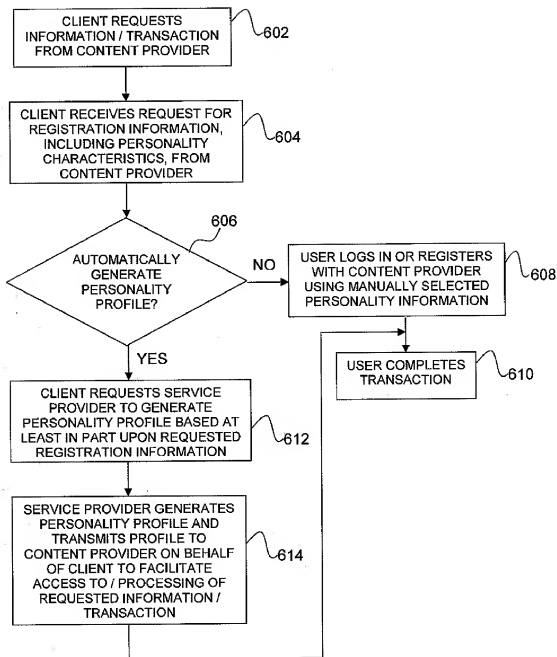 CLIENT REQUESTS
INFORMATION / TRANSACTION
FROM CONTENT PROVIDER
602
CLIENT RECEIVES REQUEST FOR
REGISTRATION INFORMATION,
INCLUDING PERSONALITY
CHARACTERISTICS, FROM
CONTENT PROVIDER
604
606
AUTOMATICALLY
GENERATE
PERSONALITY
PROFILE?
NO
USER LOGS IN OR REGISTERS
WITH CONTENT PROVIDER
USING MANUALLY SELECTED
PERSONALITY INFORMATION
608
YES
USER COMPLETES
TRANSACTION
610
CLIENT REQUESTS SERVICE
PROVIDER TO GENERATE
PERSONALITY PROFILE BASED AT
LEAST IN PART UPON REQUESTED
REGISTRATION INFORMATION
612
SERVICE PROVIDER GENERATES
PERSONALITY PROFILE AND
TRANSMITS PROFILE TO
CONTENT PROVIDER ON BEHALF
OF CLIENT TO FACILITATE
ACCESS TO / PROCESSING OF
REQUESTED INFORMATION /
TRANSACTION
614